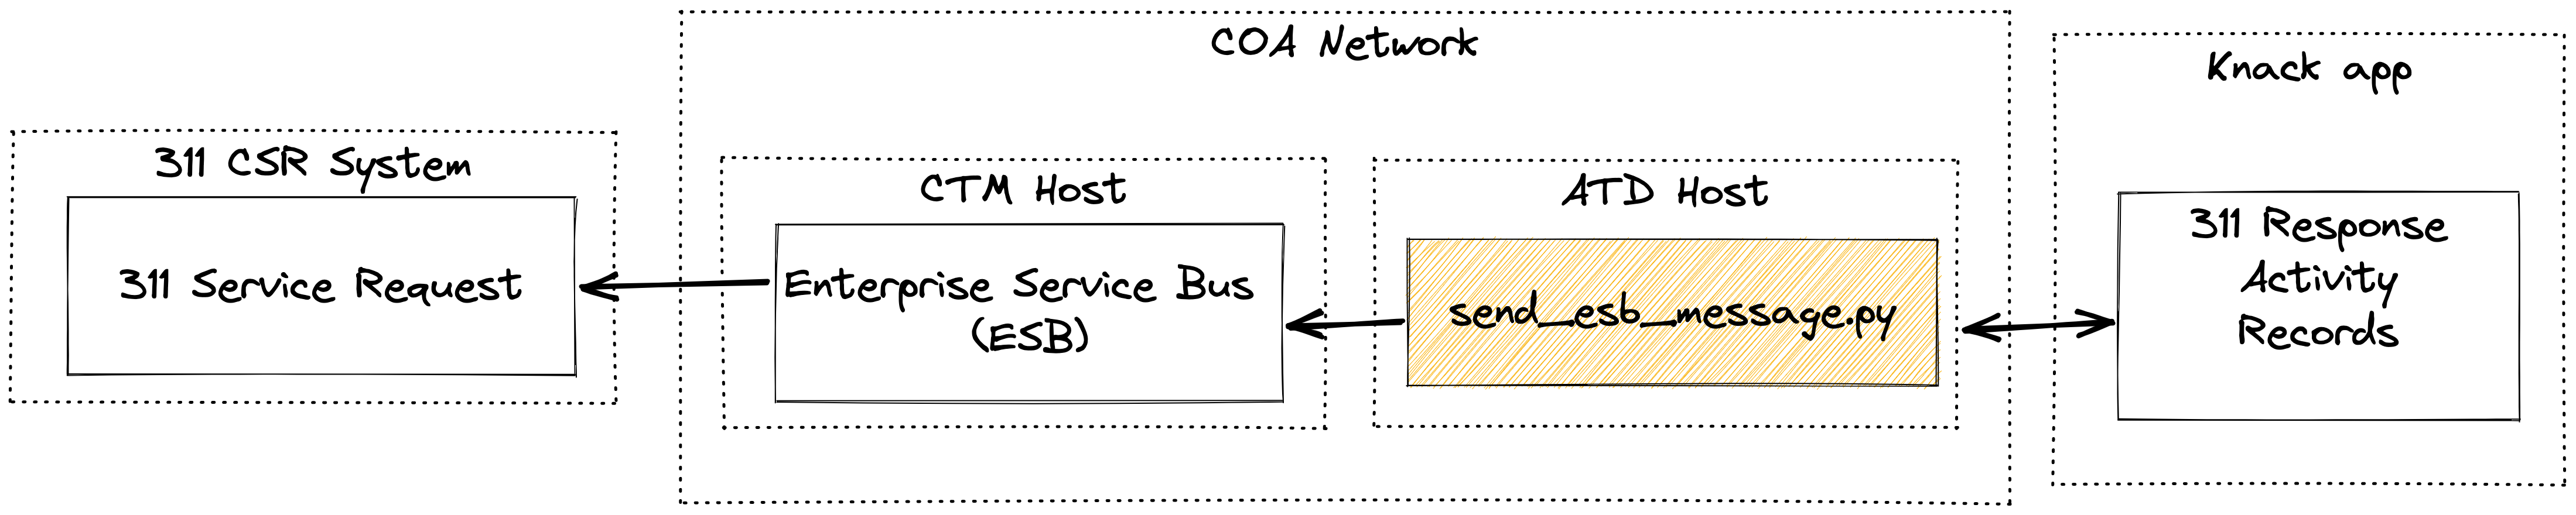 COA Network
Knack app
311 CSR System
CTM Host
ATD Host
311 Service Request
Enterprise Service Bus
(ESB)
send_esb_message.py
311 Response
Activity
Records